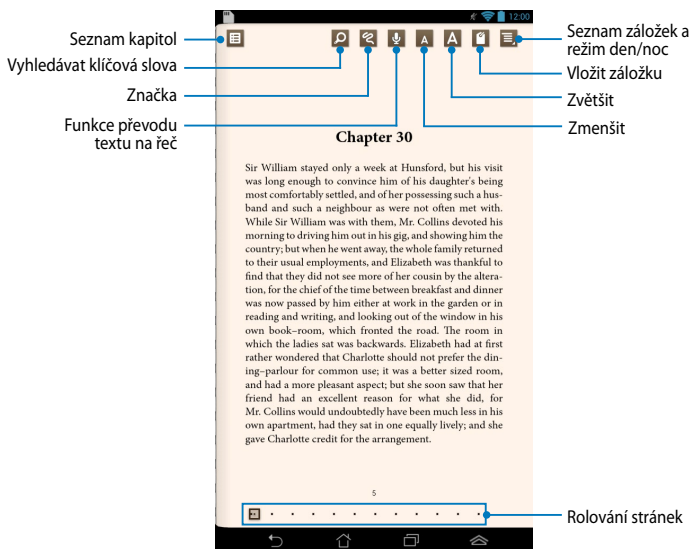 12:00
Seznam kapitol
Vyhledávat klíčová slova
Značka
Funkce převodu
textu na řeč
Seznam záložek a
režim den/noc
Vložit záložku
Zvětšit
Zmenšit
A
A
Chapter 30
Sir William stayed only a week at Hunsford, but his visit
was long enough to convince him of his daughter's being
most comfortably settled, and of her possessing such a hus-
band and such a neighbour as were not often met with.
While Sir William was with them, Mr. Collins devoted his
morning to driving him out in his gig, and showing him the
country; but when he went away, the whole family returned
to their usual employments, and Elizabeth was thankful to
find that they did not see more of her cousin by the altera-
tion, for the chief of the time between breakfast and dinner
was now passed by him either at work in the garden or in
reading and writing, and looking out of the window in his
own book–room, which fronted the road. The room in
which the ladies sat was backwards. Elizabeth had at first
rather wondered that Charlotte should not prefer the din-
ing–parlour for common use; it was a better sized room,
and had a more pleasant aspect; but she soon saw that her
friend had an excellent reason for what she did, for
Mr. Collins would undoubtedly have been much less in his
own apartment, had they sat in one equally lively; and she
gave Charlotte credit for the arrangement.
5
Rolování stránek